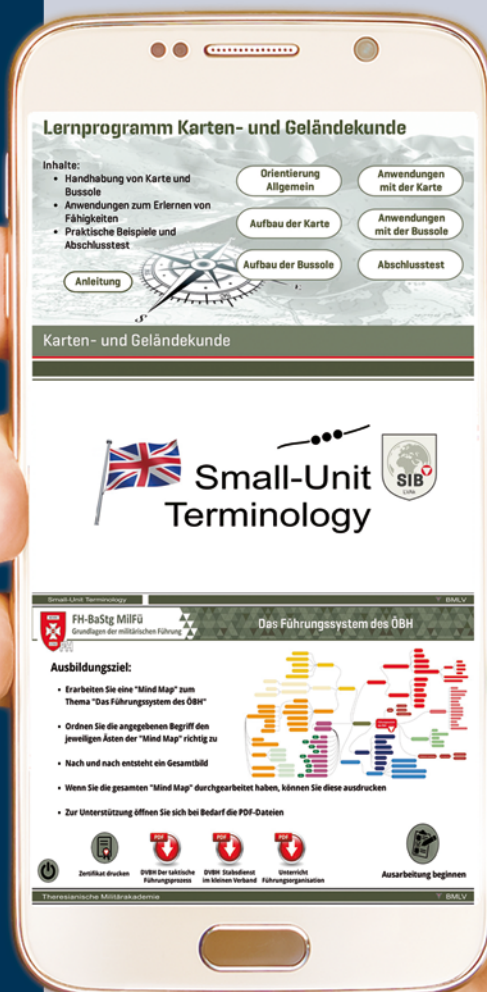 Lernprogramm Karten- und Geländekunde
Inhalte:
• Handhabung von Karte und
Bussole
• Anwendungen zum Erlernen von
Fähigkeiten
• Praktische Beispiele und
Abschlusstest
Anleitung
Orientierung
Allgemein
Anwendungen
mit der Karte
Aufbau der Karte
Anwendungen
mit der Bussole
Aufbau der Bussole
Abschlusstest
S
Karten- und Geländekunde
Small-Unit
Terminology
SIB
Small-Unit Terminology
BMLV
FH-BaStg MilFü
Grundlagen der militärischen Führung
FH
Das Führungssystem des ÖBH
Ausbildungsziel:
• Erarbeiten Sie eine "Mind Map" zum
Thema "Das Führungssystem des ÖBH"
• Ordnen Sie die angegebenen Begriff den
jeweiligen Ästen der "Mind Map" richtig zu
• Nach und nach entsteht ein Gesamtbild
• Wenn Sie die gesamten "Mind Map" durchgearbeitet haben, können Sie diese ausdrucken
• Zur Unterstützung öffnen Sie sich bei Bedarf die PDF-Dateien
Zertifikat drucken
PDF
DVBH Der taktische
Führungsprozess
PDF
DVBH Stabsdienst
im kleinen Verband
PDF
Unterricht
Führungsorganisation
Ausarbeitung beginnen
Theresianische Militärakademie
BMLV